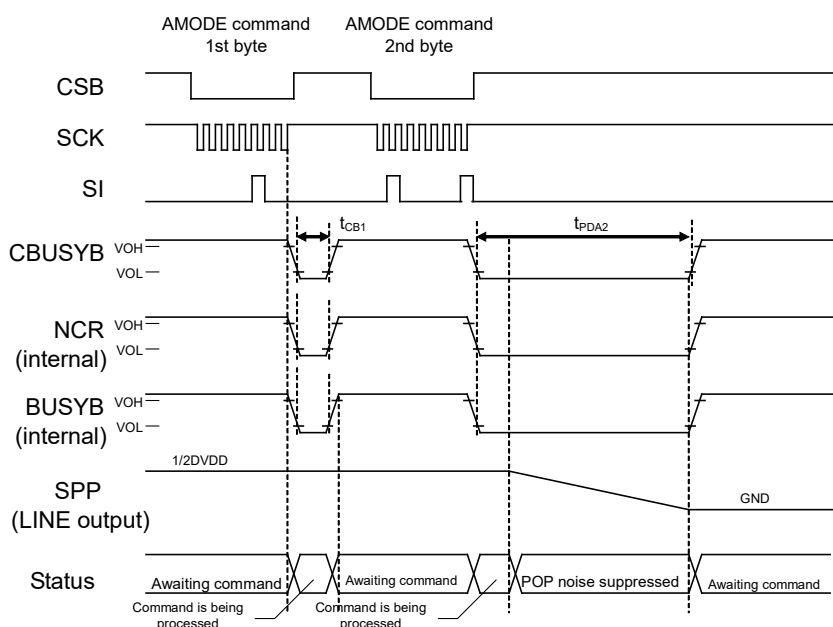 AMODE command
1st byte
AMODE command
2nd byte
CSB
SCK
SI
tCB1
tPDA2
CBUSYB
VOH
VOL
NCR
(internal)
VOH
VOL
BUSYB
(internal)
VOH
VOL
1/2DVDD
SPP
(LINE output)
GND
Status
Awaiting command
Awaiting command
POP noise suppressed
Awaiting command
Command is being
processed
Command is being
processed